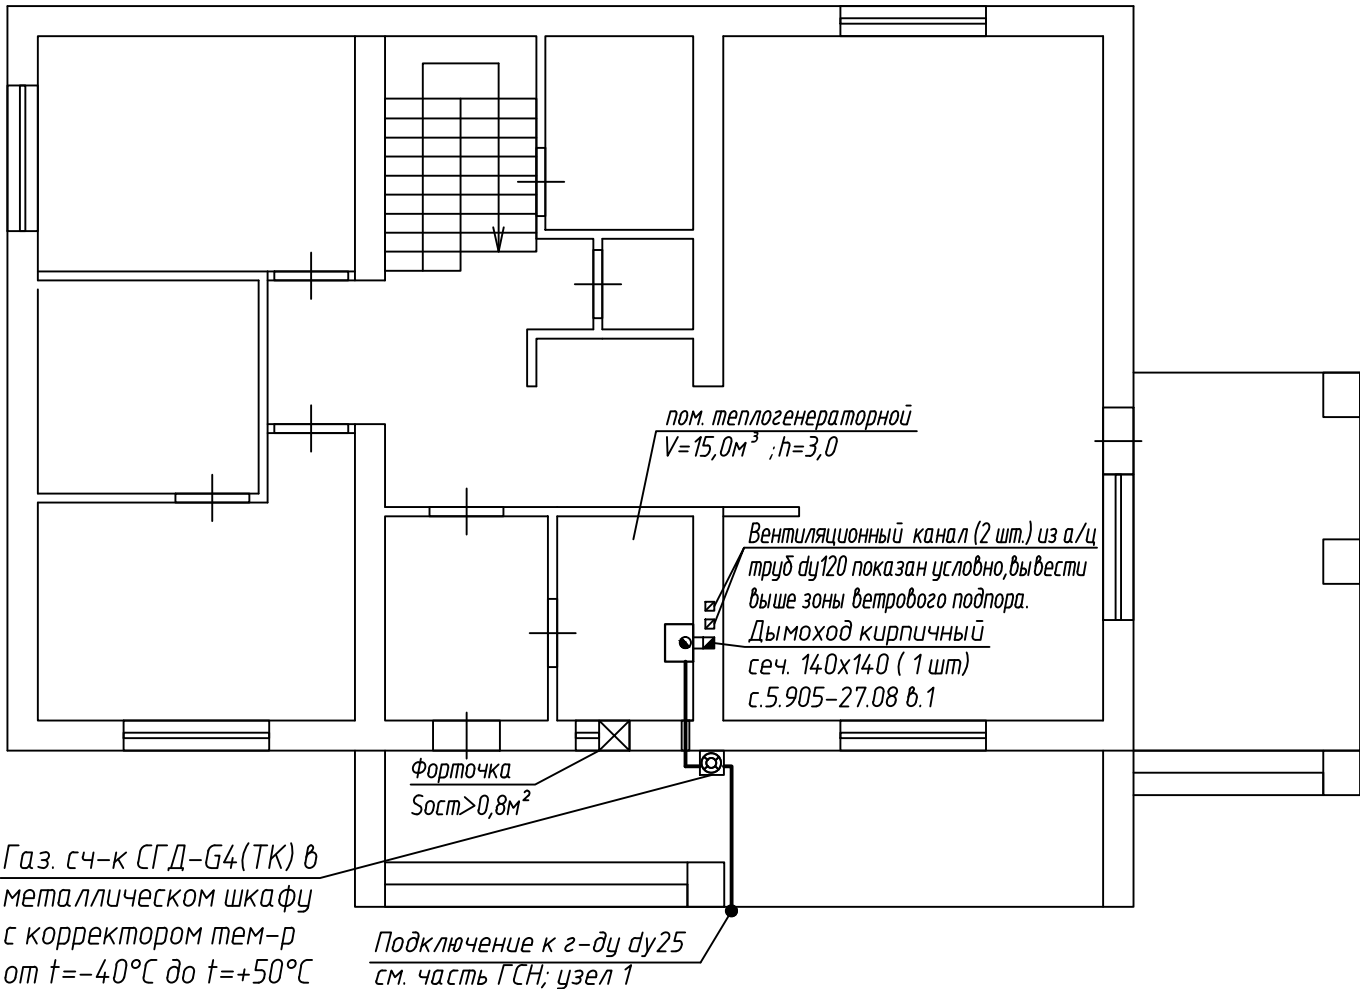 пом. теплогенераторной
V=15,0м³ ;h=3,0
Вентиляционный канал (2 шт.) из а/ц
труб dy120 показан условно,вывести
выше зоны ветрового подпора.
Дымоход кирпичный
сеч. 140х140 ( 1 шт)
с.5.905-27.08 в.1
Форточка
Sост>0,8м²
Газ. сч-к СГД-G4(ТК) в
металлическом шкафу
с корректором тем-р
от t=-40°C до t=+50°C
Подключение к г-ду dy25
см. часть ГСН; узел 1